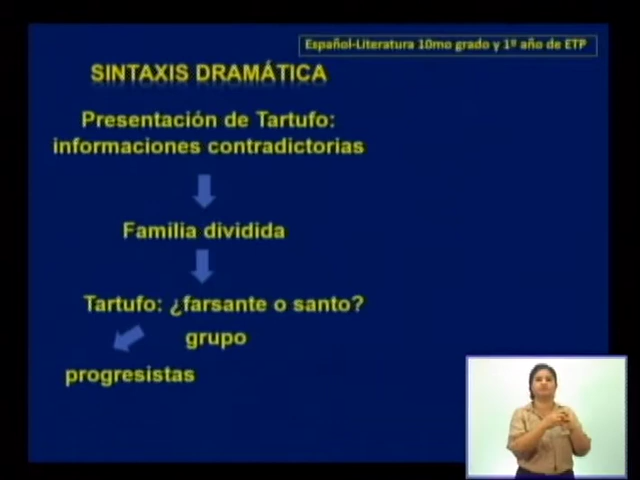 Español-Literatura 10mo grado y 1º año de ETP
SINTAXIS DRAMÁTICA
Presentación de Tartufo:
informaciones contradictorias
Familia dividida
Tartufo: ¿farsante o santo?
grupo
progresistas